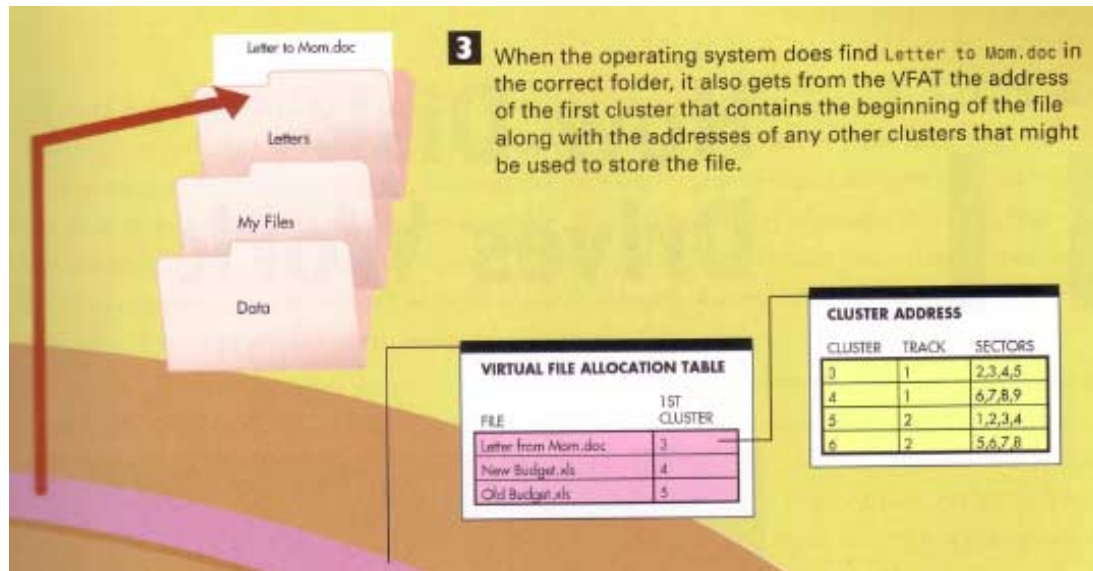 Letter to Mom.doc
Letters
My Files
Data
3 When the operating system does find Letter to Mom.doc in
the correct folder, it also gets from the VFAT the address
of the first cluster that contains the beginning of the file
along with the addresses of any other clusters that might
be used to store the file.
VIRTUAL FILE ALLOCATION TABLE
FILE 1ST CLUSTER
Letter from Mom.doc 3
New Budget.xls 4
Old Budget.xls 5
CLUSTER ADDRESS
CLUSTER TRACK SECTORS
3 1 2,3,4,5
4 1 6,7,8,9
5 2 1,2,3,4
6 2 5,6,7,8